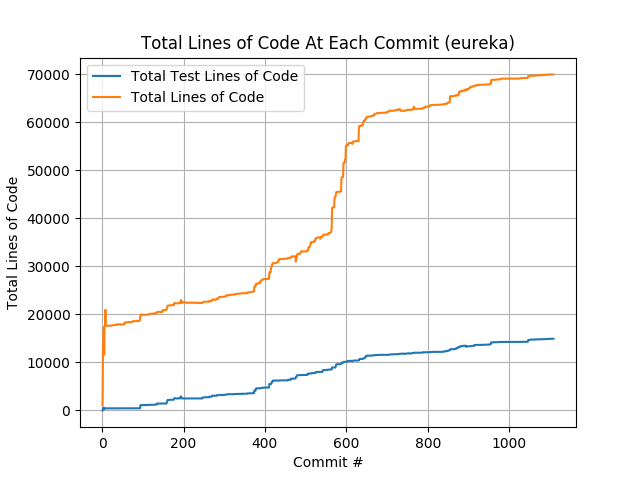 Total Lines of Code At Each Commit (eureka)
Total Test Lines of Code
Total Lines of Code
Total Lines of Code
70000
60000
50000
40000
30000
20000
10000
0
0 200 400 600 800 1000
Commit #